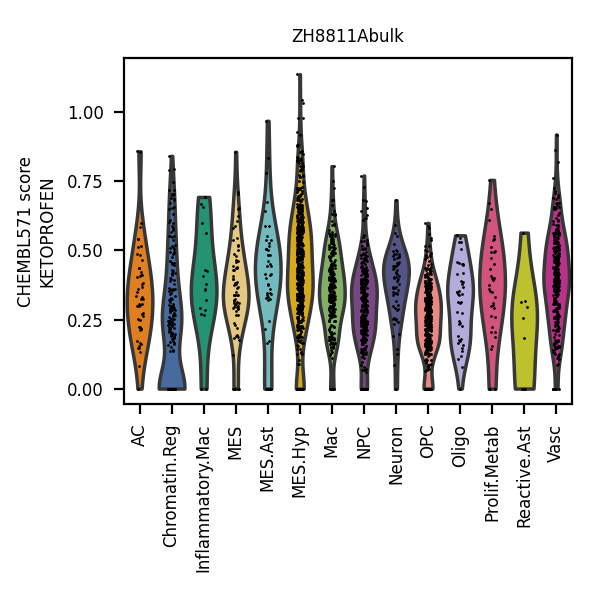 ZH8811Abulk
CHEMBL571 score
KETOPROFEN
1.00
0.75
0.50
0.25
0.00
AC
Chromatin.Reg
Inflammatory.Mac
MES
MES.Ast
MES.Hyp
Mac
NPC
Neuron
OPC
Oligo
Prolif.Metab
Reactive.Ast
Vasc